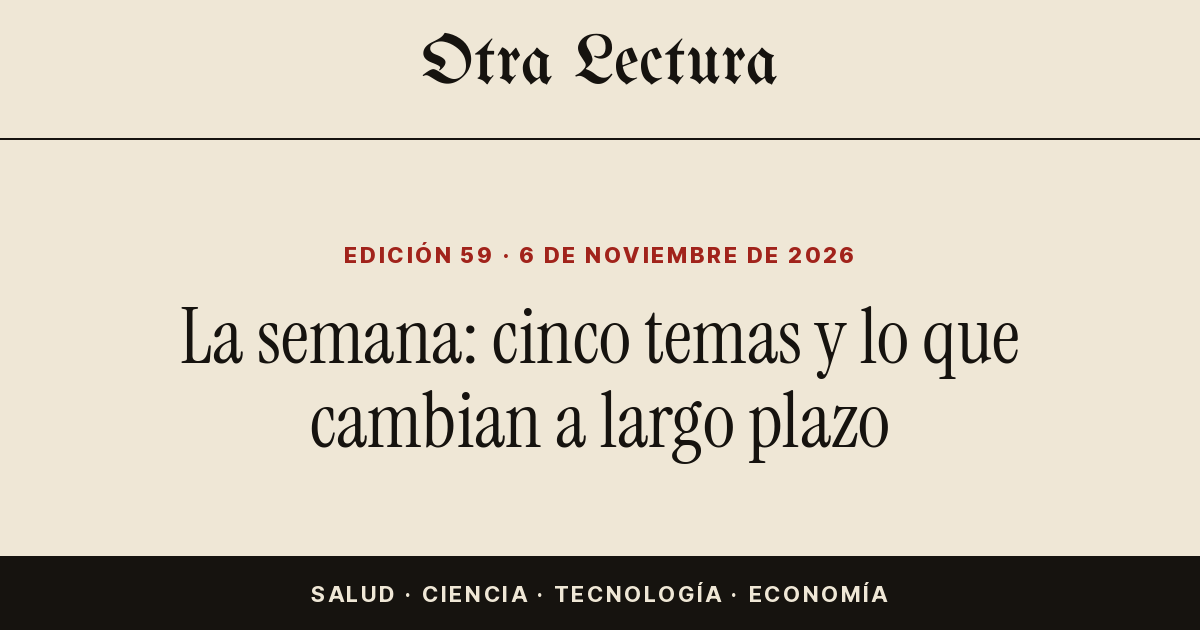 Otra Lectura
EDICIÓN 59 · 6 DE NOVIEMBRE DE 2026
La semana: cinco temas y lo que
cambian a largo plazo
SALUD · CIENCIA · TECNOLOGÍA · ECONOMÍA